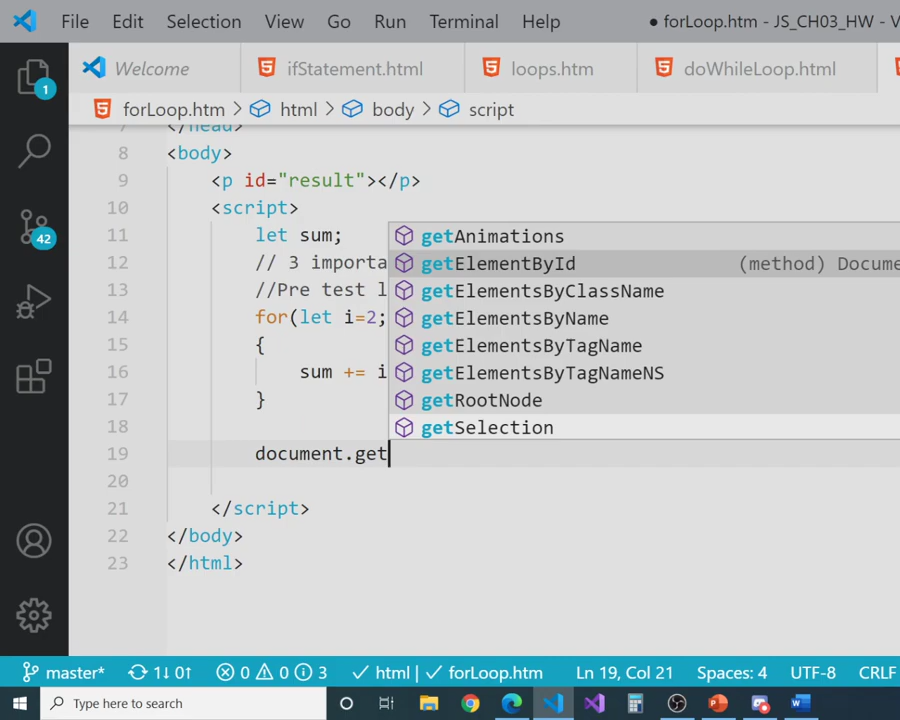 File Edit Selection View Go Run Terminal Help ● forLoop.htm - JS_CH03_HW - V
Welcome ifStatement.html loops.htm doWhileLoop.html
forLoop.htm > html > body > script
1
42
7 </head>
8 <body>
9 <p id="result"></p>
10 <script>
11 let sum;
12 // 3 importa
13 //Pre test l
14 for(let i=2;
15 {
16 sum += i
17 }
18
19 document.get
20
21 </script>
22 </body>
23 </html>
getAnimations
getElementById (method) Docume
getElementsByClassName
getElementsByName
getElementsByTagName
getElementsByTagNameNS
getRootNode
getSelection
master* 1↓ 0↑ 0 0 3 ✓ html | ✓ forLoop.htm Ln 19, Col 21 Spaces: 4 UTF-8 CRLF
Type here to search